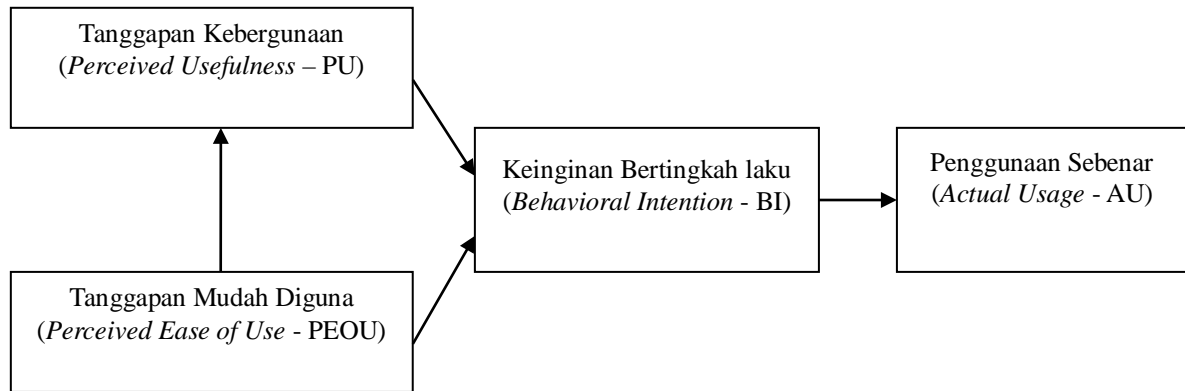 Tanggapan Kebergunaan
(Perceived Usefulness – PU)
Keinginan Bertingkah laku
(Behavioral Intention - BI)
Penggunaan Sebenar
(Actual Usage - AU)
Tanggapan Mudah Diguna
(Perceived Ease of Use - PEOU)